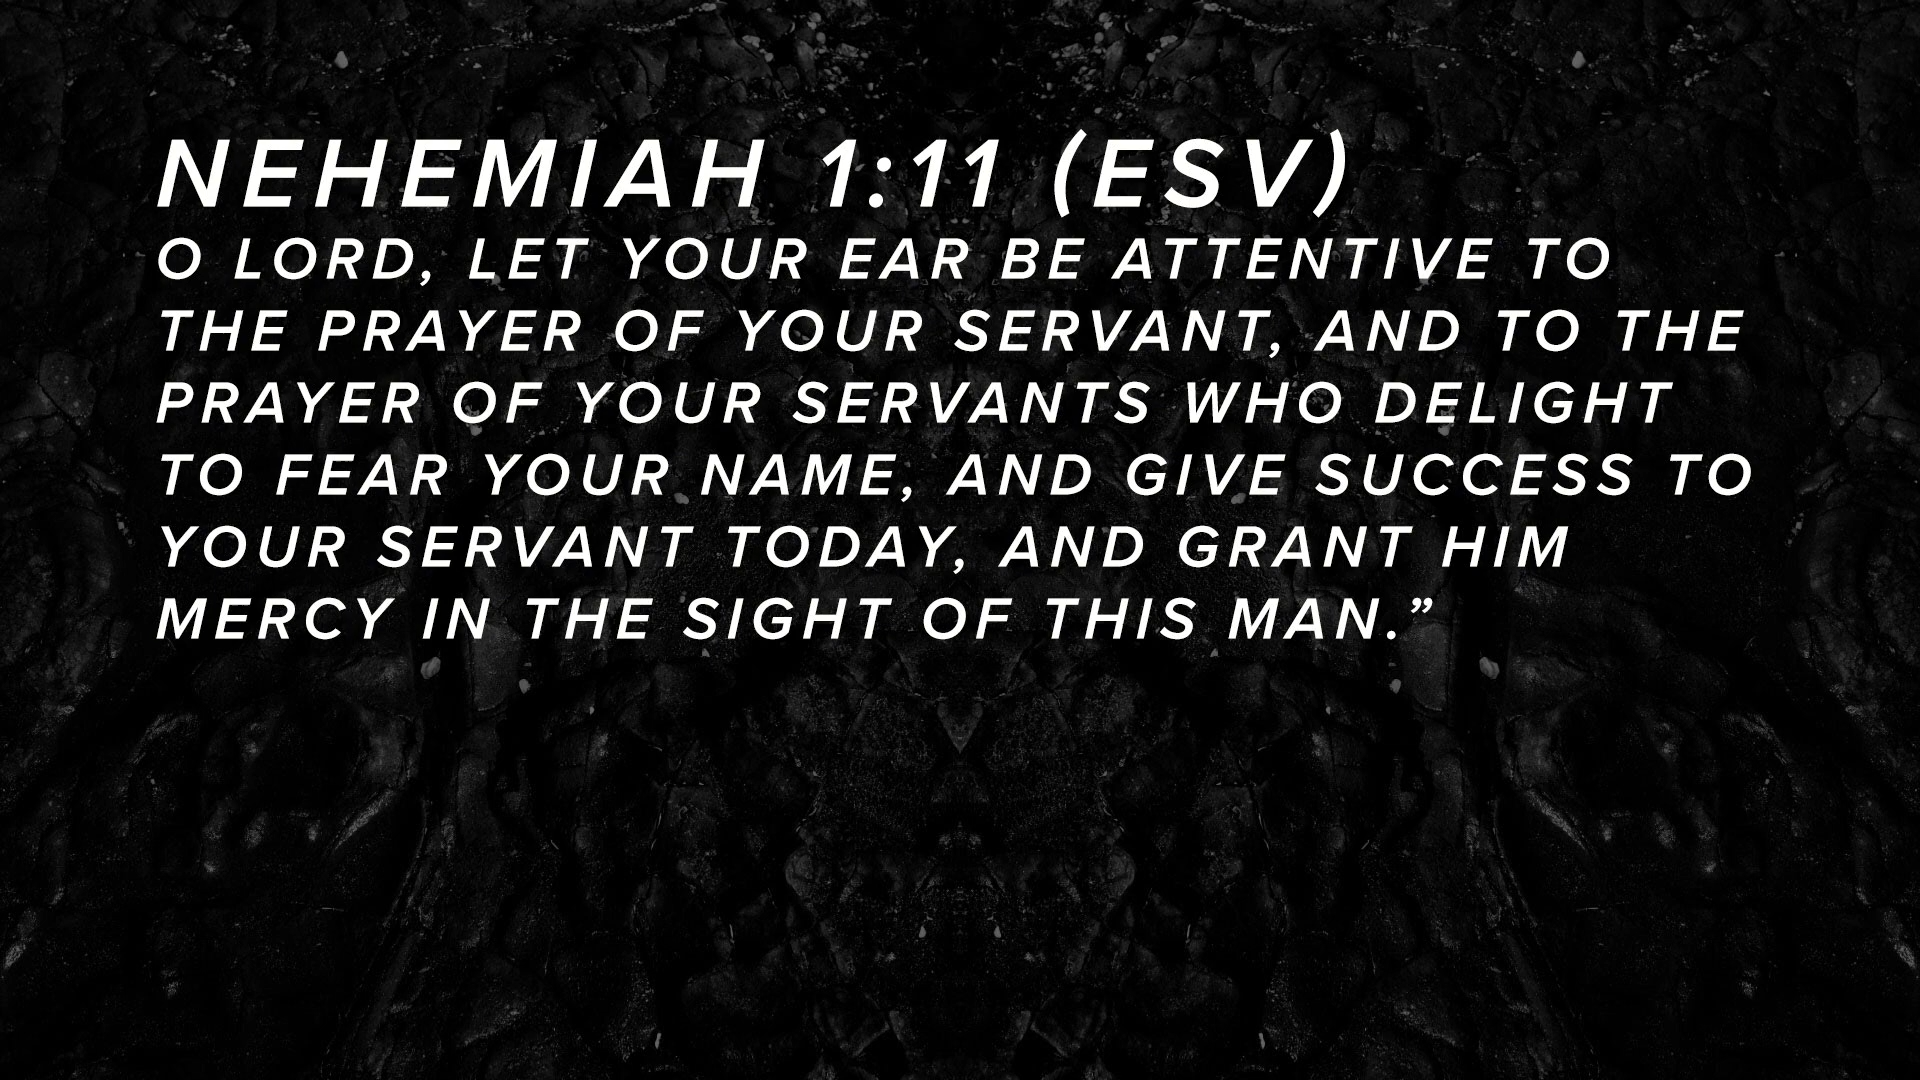 NEHEMIAH 1:11 (ESV)
O LORD, LET YOUR EAR BE ATTENTIVE TO
THE PRAYER OF YOUR SERVANT, AND TO THE
PRAYER OF YOUR SERVANTS WHO DELIGHT
TO FEAR YOUR NAME, AND GIVE SUCCESS TO
YOUR SERVANT TODAY, AND GRANT HIM
MERCY IN THE SIGHT OF THIS MAN.”